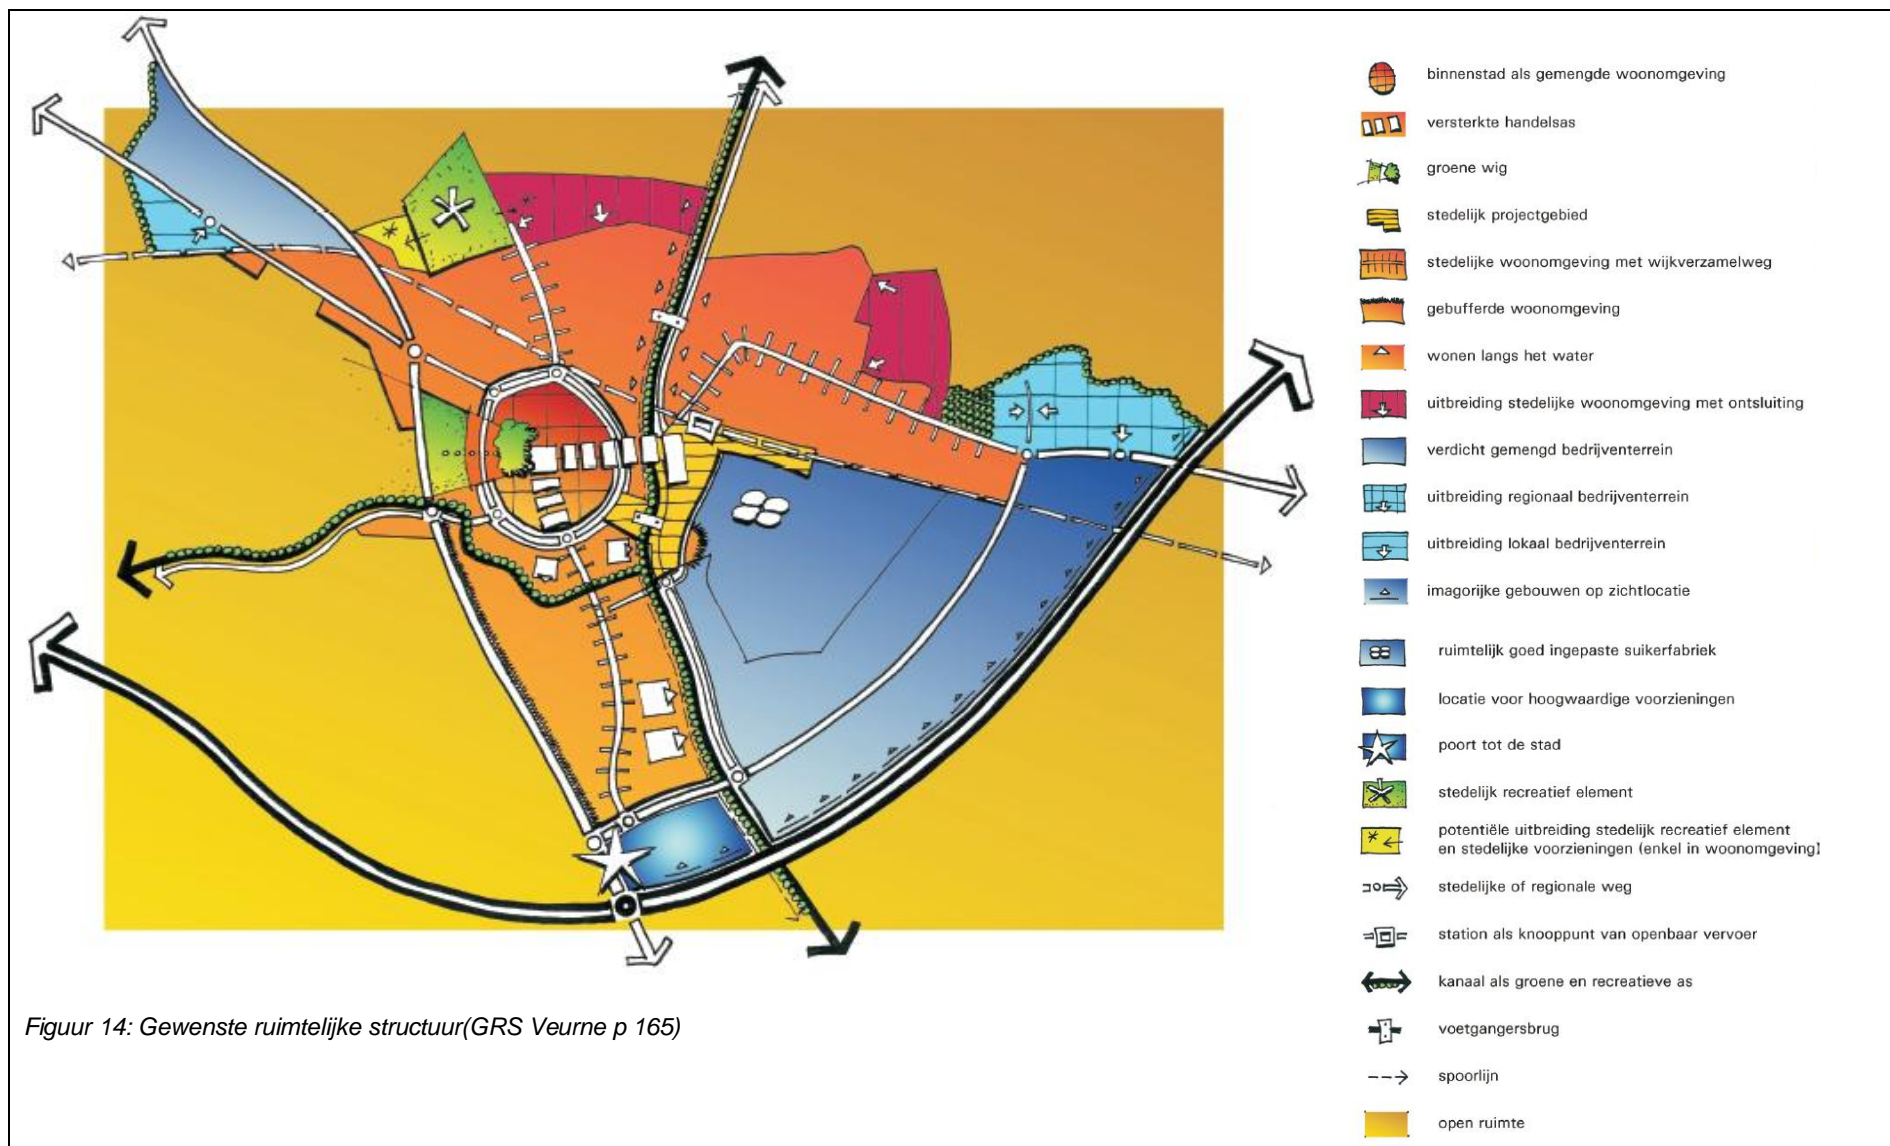 binnenstad als gemengde woonomgeving
versterkte handelsas
groene wig
stedelijk projectgebied
stedelijke woonomgeving met wijkverzamelweg
gebufferde woonomgeving
wonen langs het water
uitbreiding stedelijke woonomgeving met ontsluiting
verdicht gemengd bedrijventerrein
uitbreiding regionaal bedrijventerrein
uitbreiding lokaal bedrijventerrein
imagorijke gebouwen op zichtlocatie
ruimtelijk goed ingepaste suikerfabriek
locatie voor hoogwaardige voorzieningen
poort tot de stad
stedelijk recreatief element
potentiële uitbreiding stedelijk recreatief element
en stedelijke voorzieningen (enkel in woonomgeving)
stedelijke of regionale weg
station als knooppunt van openbaar vervoer
kanaal als groene en recreatieve as
voetgangersbrug
spoorlijn
open ruimte
Figuur 14: Gewenste ruimtelijke structuur(GRS Veurne p 165)